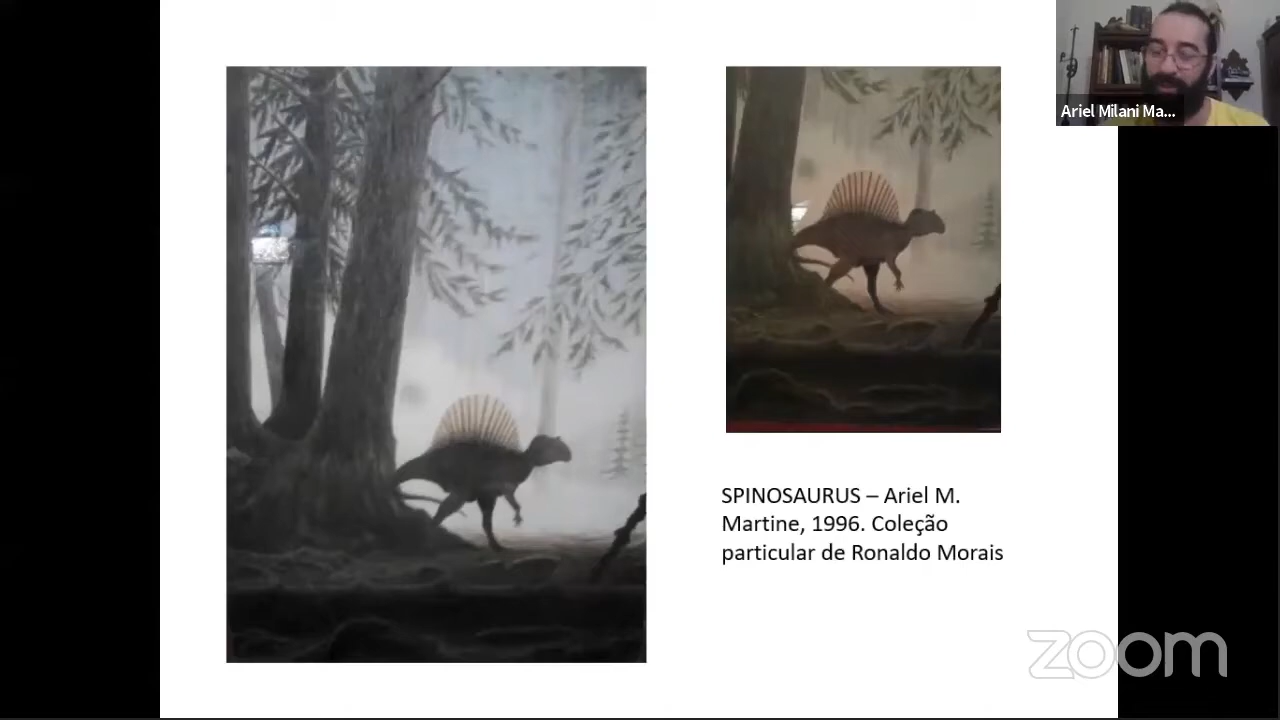 Ariel Milani Ma...
SPINOSAURUS – Ariel M.
Martine, 1996. Coleção
particular de Ronaldo Morais
zoom